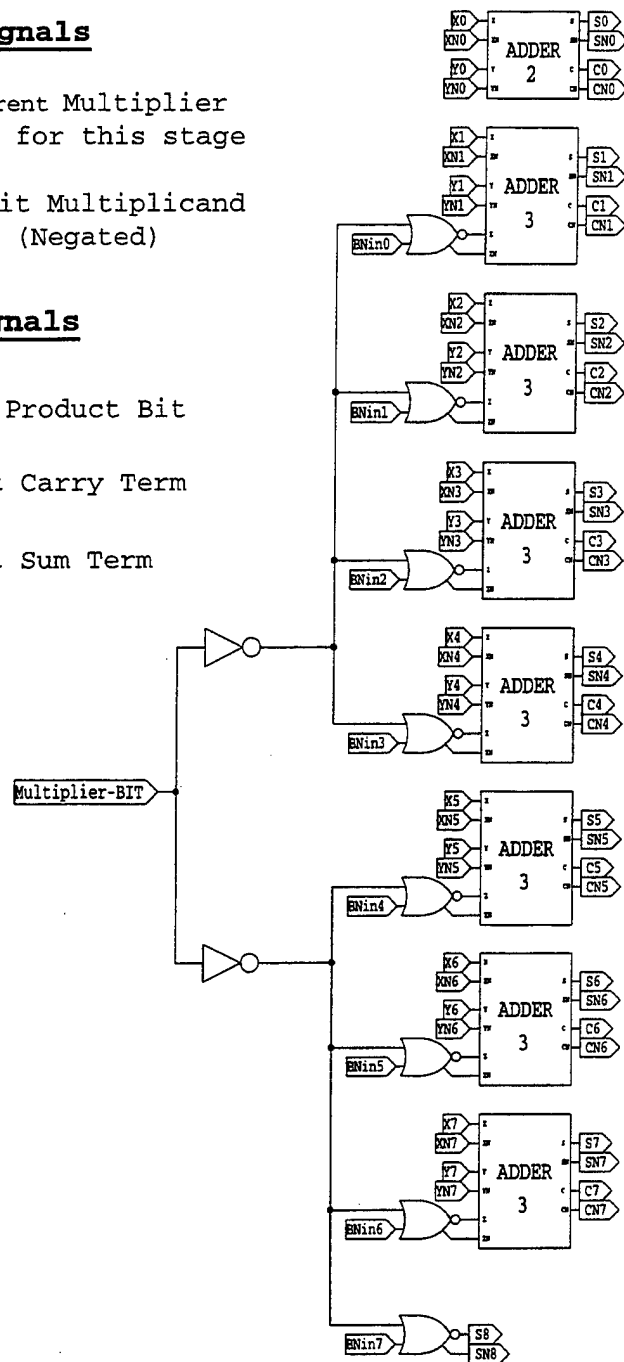 gnals
rent Multiplier
for this stage
it Multiplicand
(Negated)
gnals
Product Bit
Carry Term
Sum Term
X0
XN0
Y0
YN0
ADDER
2
S
C
S0
SN0
C0
CN0
X1
XN1
Y1
YN1
BNin0
ADDER
3
S
C
S1
SN1
C1
CN1
X2
XN2
Y2
YN2
BNin1
ADDER
3
S
C
S2
SN2
C2
CN2
X3
XN3
Y3
YN3
BNin2
ADDER
3
S
C
S3
SN3
C3
CN3
X4
XN4
Y4
YN4
BNin3
ADDER
3
S
C
S4
SN4
C4
CN4
Multiplier-BIT
X5
XN5
Y5
YN5
BNin4
ADDER
3
S
C
S5
SN5
C5
CN5
X6
XN6
Y6
YN6
BNin5
ADDER
3
S
C
S6
SN6
C6
CN6
X7
XN7
Y7
YN7
BNin6
ADDER
3
S
C
S7
SN7
C7
CN7
BNin7
S8
SN8